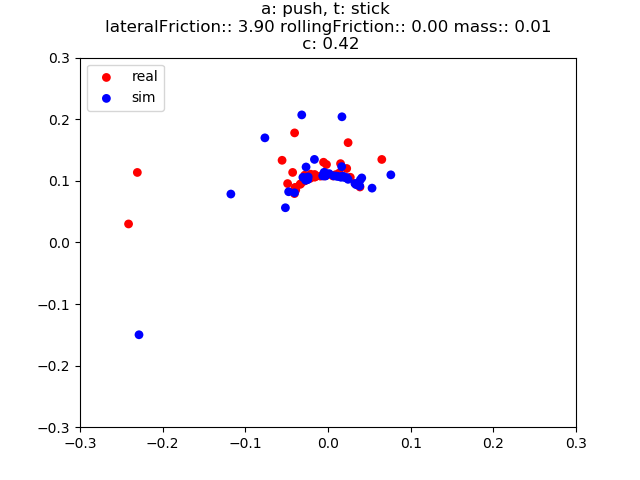 a: push, t: stick
lateralFriction:: 3.90 rollingFriction:: 0.00 mass:: 0.01
c: 0.42
real
sim
0.3
0.2
0.1
0.0
−0.1
−0.2
−0.3
−0.3 −0.2 −0.1 0.0 0.1 0.2 0.3